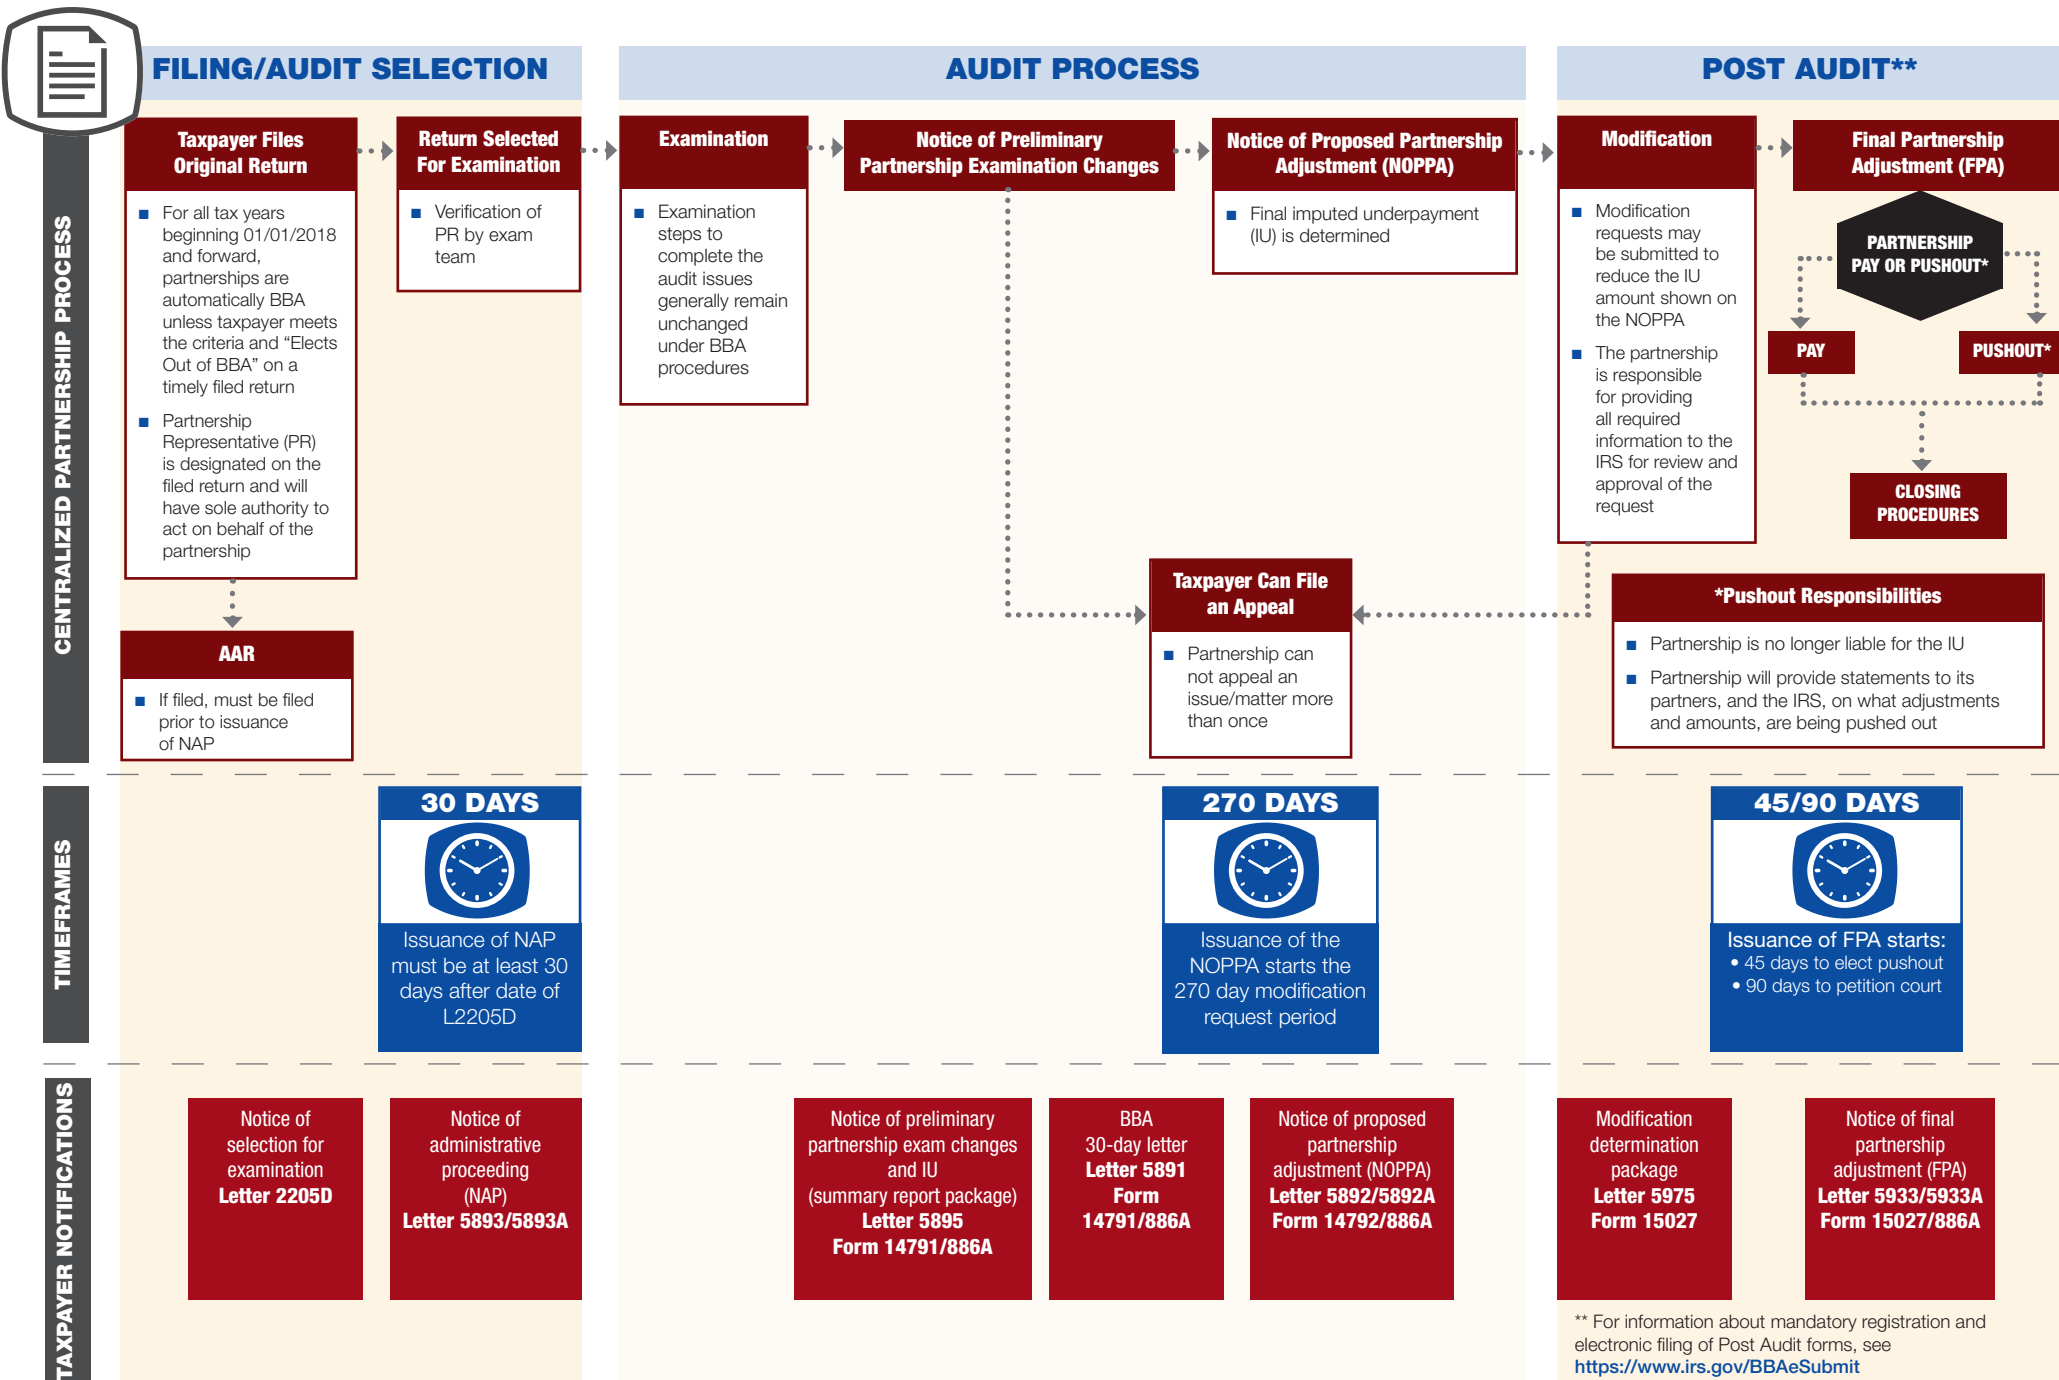 FILING/AUDIT SELECTION
AUDIT PROCESS
POST AUDIT**
CENTRALIZED PARTNERSHIP PROCESS
Taxpayer Files
Original Return
■ For all tax years
beginning 01/01/2018
and forward,
partnerships are
automatically BBA
unless taxpayer meets
the criteria and “Elects
Out of BBA” on a
timely filed return
■ Partnership
Representative (PR)
is designated on the
filed return and will
have sole authority to
act on behalf of the
partnership
AAR
■ If filed, must be filed
prior to issuance
of NAP
Return Selected
For Examination
■ Verification of
PR by exam
team
Examination
■ Examination
steps to
complete the
audit issues
generally remain
unchanged
under BBA
procedures
Notice of Preliminary
Partnership Examination Changes
Notice of Proposed Partnership
Adjustment (NOPPA)
■ Final imputed underpayment
(IU) is determined
Taxpayer Can File
an Appeal
■ Partnership can
not appeal an
issue/matter more
than once
Modification
■ Modification
requests may
be submitted to
reduce the IU
amount shown on
the NOPPA
■ The partnership
is responsible
for providing
all required
information to the
IRS for review and
approval of the
request
Final Partnership
Adjustment (FPA)
PARTNERSHIP
PAY OR PUSHOUT*
PAY
PUSHOUT*
CLOSING
PROCEDURES
*Pushout Responsibilities
■ Partnership is no longer liable for the IU
■ Partnership will provide statements to its
partners, and the IRS, on what adjustments
and amounts, are being pushed out
TIMEFRAMES
30 DAYS
Issuance of NAP
must be at least 30
days after date of
L2205D
270 DAYS
Issuance of the
NOPPA starts the
270 day modification
request period
45/90 DAYS
Issuance of FPA starts:
• 45 days to elect pushout
• 90 days to petition court
TAXPAYER NOTIFICATIONS
Notice of
selection for
examination
Letter 2205D
Notice of
administrative
proceeding
(NAP)
Letter 5893/5893A
Notice of preliminary
partnership exam changes
and IU
(summary report package)
Letter 5895
Form 14791/886A
BBA
30-day letter
Letter 5891
Form
14791/886A
Notice of proposed
partnership
adjustment (NOPPA)
Letter 5892/5892A
Form 14792/886A
Modification
determination
package
Letter 5975
Form 15027
Notice of final
partnership
adjustment (FPA)
Letter 5933/5933A
Form 15027/886A
** For information about mandatory registration and
electronic filing of Post Audit forms, see
https://www.irs.gov/BBAeSubmit